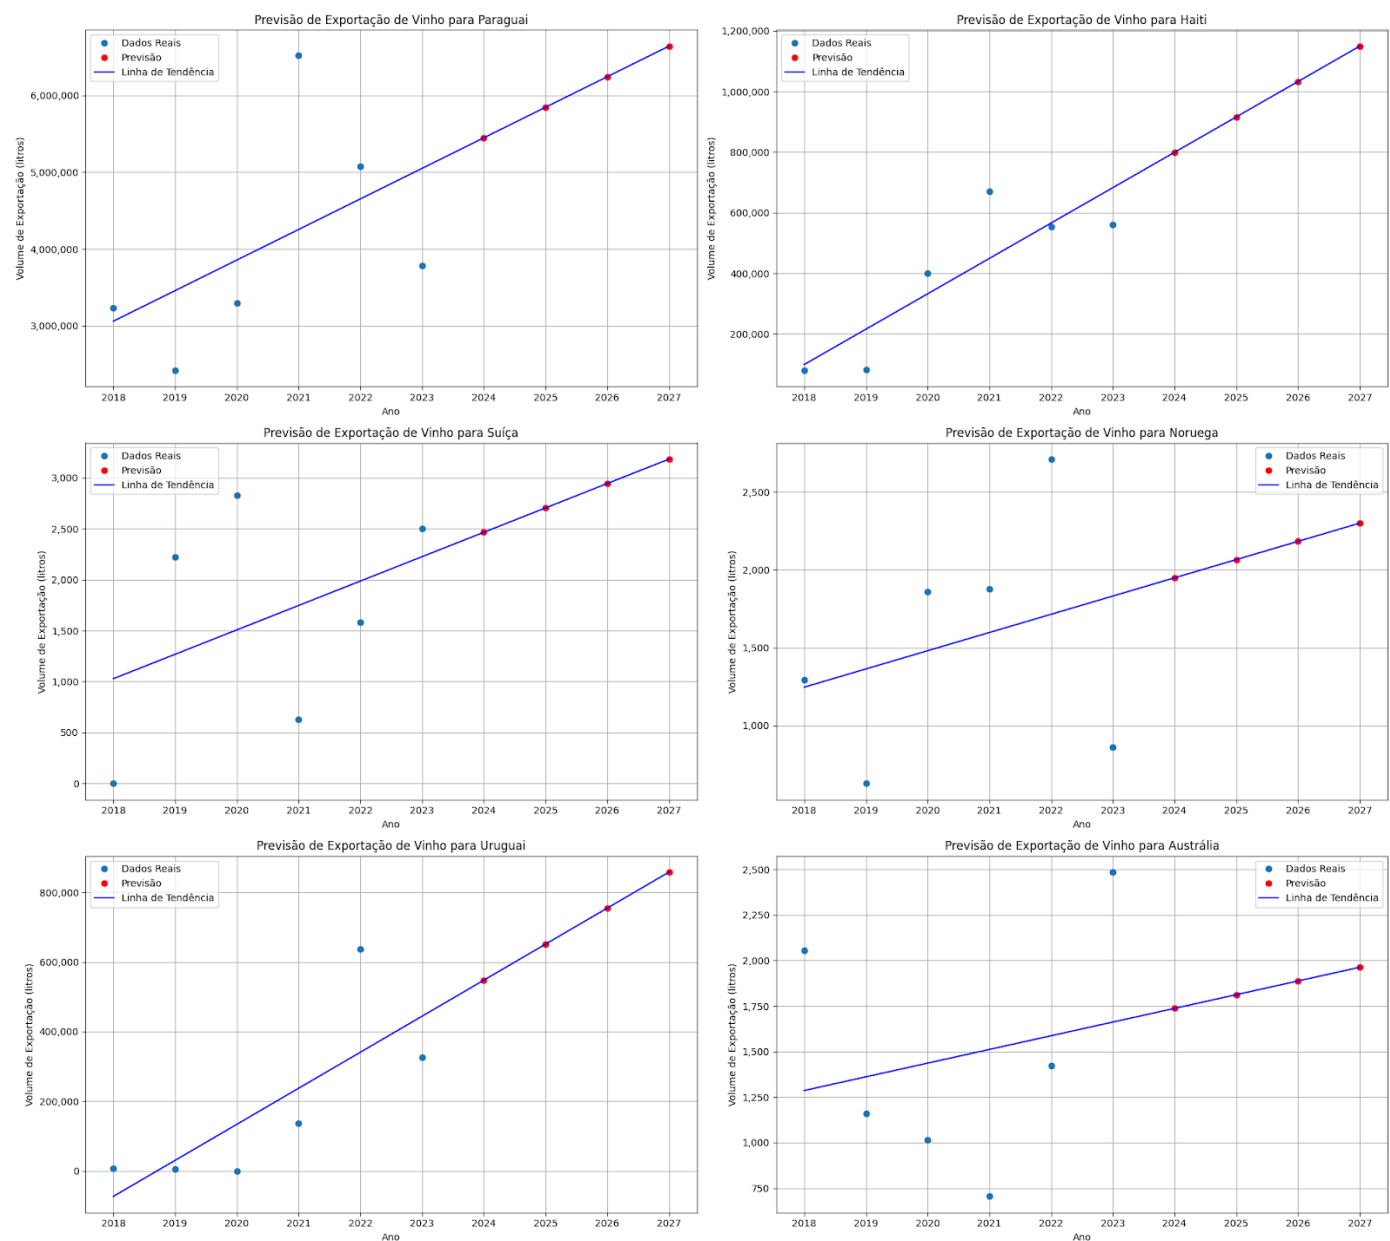 Previsão de Exportação de Vinho para Paraguai
Dados Reais
Previsão
Linha de Tendência
6,000,000
5,000,000
4,000,000
3,000,000
Volume de Exportação (litros)
2018 2019 2020 2021 2022 2023 2024 2025 2026 2027
Ano
Previsão de Exportação de Vinho para Haiti
Dados Reais
Previsão
Linha de Tendência
1,200,000
1,000,000
800,000
600,000
400,000
200,000
Volume de Exportação (litros)
2018 2019 2020 2021 2022 2023 2024 2025 2026 2027
Ano
Previsão de Exportação de Vinho para Suíça
Dados Reais
Previsão
Linha de Tendência
3,000
2,500
2,000
1,500
1,000
500
0
Volume de Exportação (litros)
2018 2019 2020 2021 2022 2023 2024 2025 2026 2027
Ano
Previsão de Exportação de Vinho para Noruega
Dados Reais
Previsão
Linha de Tendência
2,500
2,000
1,500
1,000
Volume de Exportação (litros)
2018 2019 2020 2021 2022 2023 2024 2025 2026 2027
Ano
Previsão de Exportação de Vinho para Uruguai
Dados Reais
Previsão
Linha de Tendência
800,000
600,000
400,000
200,000
0
Volume de Exportação (litros)
2018 2019 2020 2021 2022 2023 2024 2025 2026 2027
Ano
Previsão de Exportação de Vinho para Austrália
Dados Reais
Previsão
Linha de Tendência
2,500
2,250
2,000
1,750
1,500
1,250
1,000
750
Volume de Exportação (litros)
2018 2019 2020 2021 2022 2023 2024 2025 2026 2027
Ano